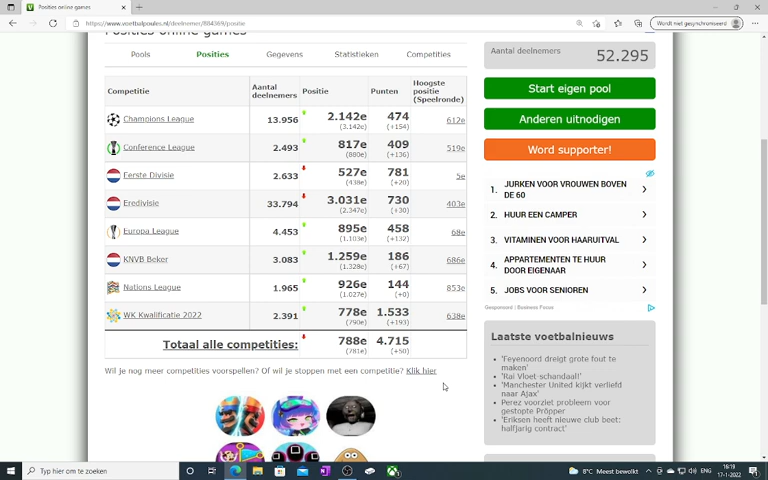 Posities online games
https://www.voetbalpoules.nl/deelnemer/884369/positie
Wordt niet gesynchroniseerd
Posities online games
Pools Posities Gegevens Statistieken Competities
Competitie Aantal deelnemers Positie Punten Hoogste positie (Speelronde)
Champions League 13.956 2.142e (3.142e) 474 (+154) 612e
Conference League 2.493 817e (880e) 409 (+136) 519e
Eerste Divisie 2.633 527e (438e) 781 (+20) 5e
Eredivisie 33.794 3.031e (2.347e) 730 (+30) 403e
Europa League 4.453 895e (1.103e) 458 (+132) 68e
KNVB Beker 3.083 1.259e (1.328e) 186 (+67) 686e
Nations League 1.965 926e (1.027e) 144 (+0) 853e
WK Kwalificatie 2022 2.391 778e (790e) 1.533 (+193) 638e
Totaal alle competities: 788e (781e) 4.715 (+50)
Wil je nog meer competities voorspellen? Of wil je stoppen met een competitie? Klik hier
Aantal deelnemers 52.295
Start eigen pool
Anderen uitnodigen
Word supporter!
1. JURKEN VOOR VROUWEN BOVEN
DE 60
2. HUUR EEN CAMPER
3. VITAMINEN VOOR HAARUITVAL
4. APPARTEMENTEN TE HUUR
DOOR EIGENAAR
5. JOBS VOOR SENIOREN
Gesponsord | Business Focus
Laatste voetbalnieuws
• 'Feyenoord dreigt grote fout te
maken'
• 'Rai Vloet-schandaal!'
• 'Manchester United kijkt verliefd
naar Ajax'
• Perez voorziet probleem voor
gestopte Pröpper
• 'Eriksen heeft nieuwe club beet:
halfjarig contract'
Typ hier om te zoeken
8°C Meest bewolkt
16:19
17-1-2022